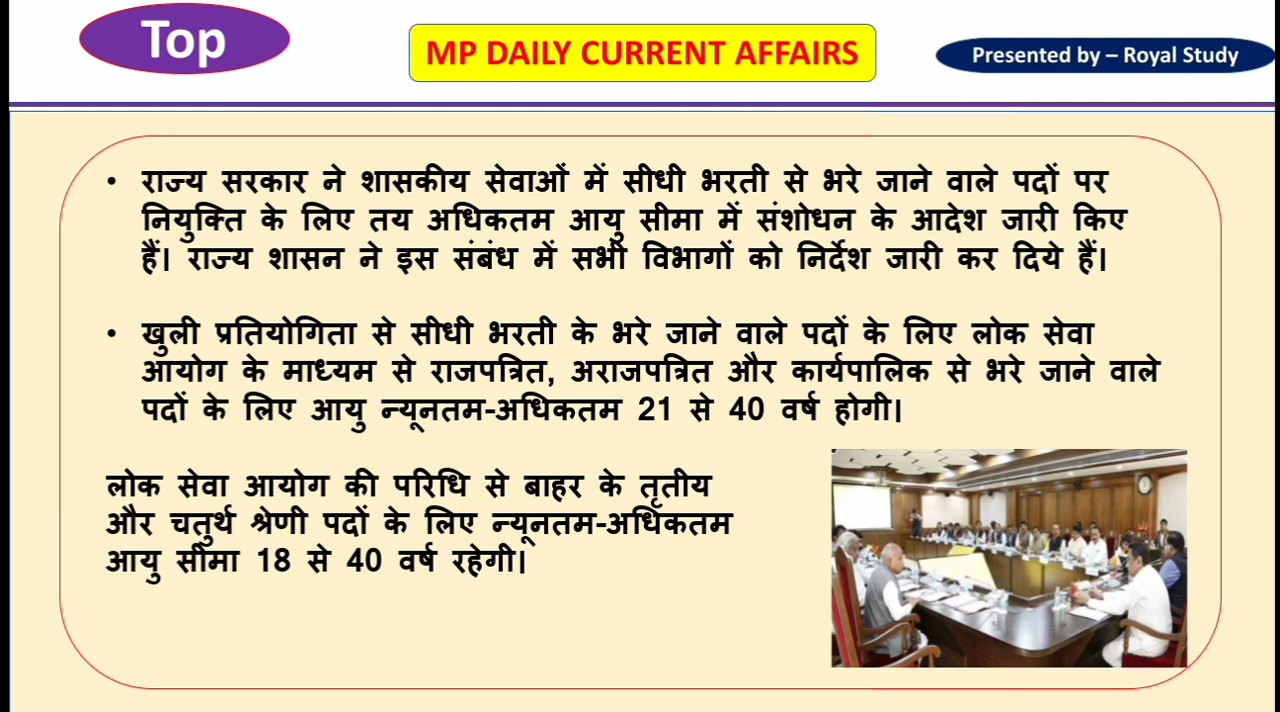 Top
MP DAILY CURRENT AFFAIRS
Presented by – Royal Study
• राज्य सरकार ने शासकीय सेवाओं में सीधी भरती से भरे जाने वाले पदों पर
नियुक्ति के लिए तय अधिकतम आयु सीमा में संशोधन के आदेश जारी किए
हैं। राज्य शासन ने इस संबंध में सभी विभागों को निर्देश जारी कर दिये हैं।
• खुली प्रतियोगिता से सीधी भरती के भरे जाने वाले पदों के लिए लोक सेवा
आयोग के माध्यम से राजपत्रित, अराजपत्रित और कार्यपालिक से भरे जाने वाले
पदों के लिए आयु न्यूनतम-अधिकतम 21 से 40 वर्ष होगी।
लोक सेवा आयोग की परिधि से बाहर के तृतीय
और चतुर्थ श्रेणी पदों के लिए न्यूनतम-अधिकतम
आयु सीमा 18 से 40 वर्ष रहेगी।